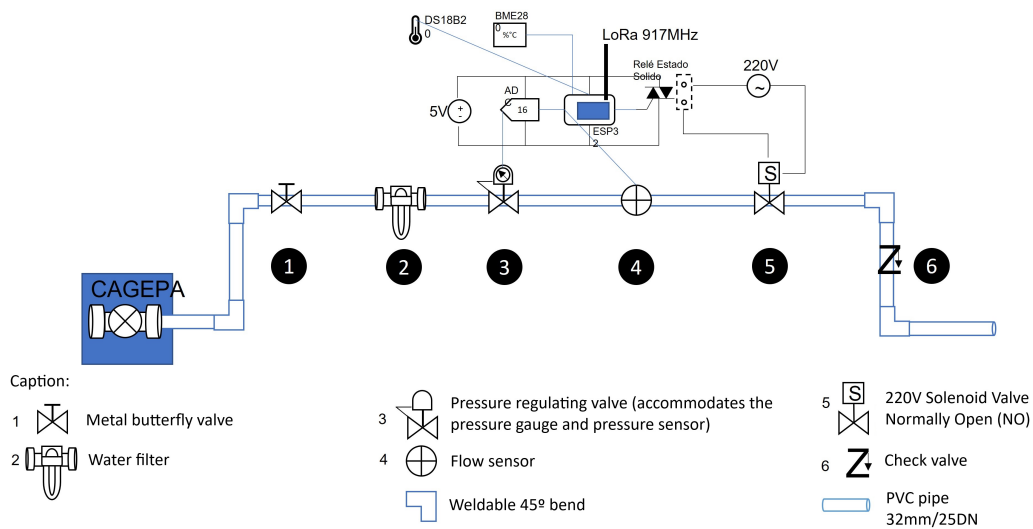 DS18B2
0
BME28
0
%°C
LoRa 917MHz
Relé Estado
Solido
220V
~
5V
+
-
AD
C
16
ESP3
2
S
1
2
3
4
5
6
CAGEPA
Caption:
1 Metal butterfly valve
2 Water filter
3 Pressure regulating valve (accommodates the
pressure gauge and pressure sensor)
4 Flow sensor
Weldable 45º bend
5 S 220V Solenoid Valve
Normally Open (NO)
6 Check valve
PVC pipe
32mm/25DN